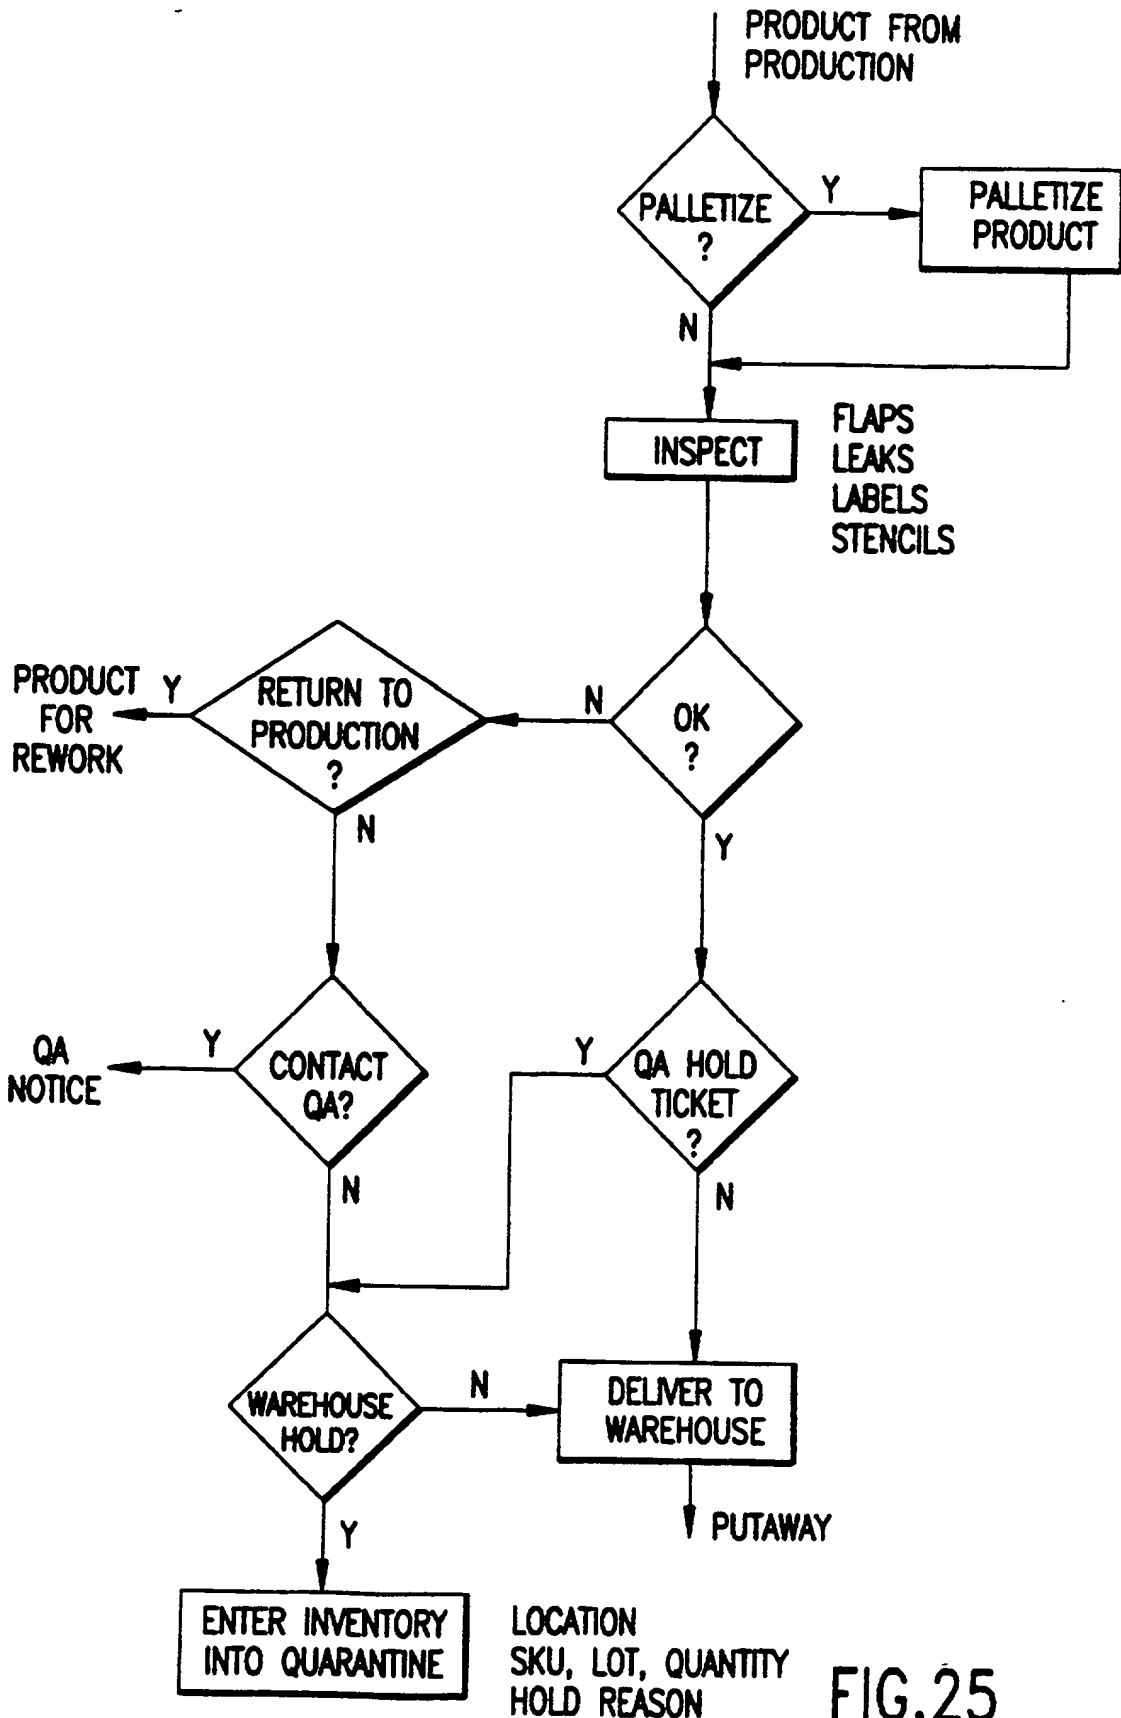 PRODUCT FROM
PRODUCTION
PALLETIZE
?
Y
PALLETIZE
PRODUCT
N
INSPECT
FLAPS
LEAKS
LABELS
STENCILS
PRODUCT
FOR
REWORK
Y
RETURN TO
PRODUCTION
?
N
OK
?
N
Y
QA
NOTICE
Y
CONTACT
QA?
Y
QA HOLD
TICKET
?
N
N
WAREHOUSE
HOLD?
N
DELIVER TO
WAREHOUSE
Y
PUTAWAY
ENTER INVENTORY
INTO QUARANTINE
LOCATION
SKU, LOT, QUANTITY
HOLD REASON
FIG.25